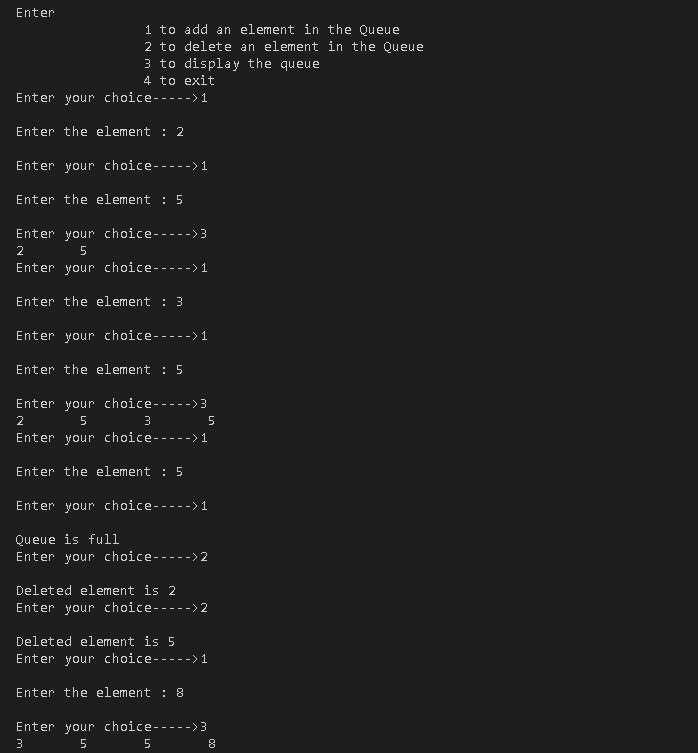 Enter
1 to add an element in the Queue
2 to delete an element in the Queue
3 to display the queue
4 to exit
Enter your choice----->1
Enter the element : 2
Enter your choice----->1
Enter the element : 5
Enter your choice----->3
2 5
Enter your choice----->1
Enter the element : 3
Enter your choice----->1
Enter the element : 5
Enter your choice----->3
2 5 3 5
Enter your choice----->1
Enter the element : 5
Enter your choice----->1
Queue is full
Enter your choice----->2
Deleted element is 2
Enter your choice----->2
Deleted element is 5
Enter your choice----->1
Enter the element : 8
Enter your choice----->3
3 5 5 8